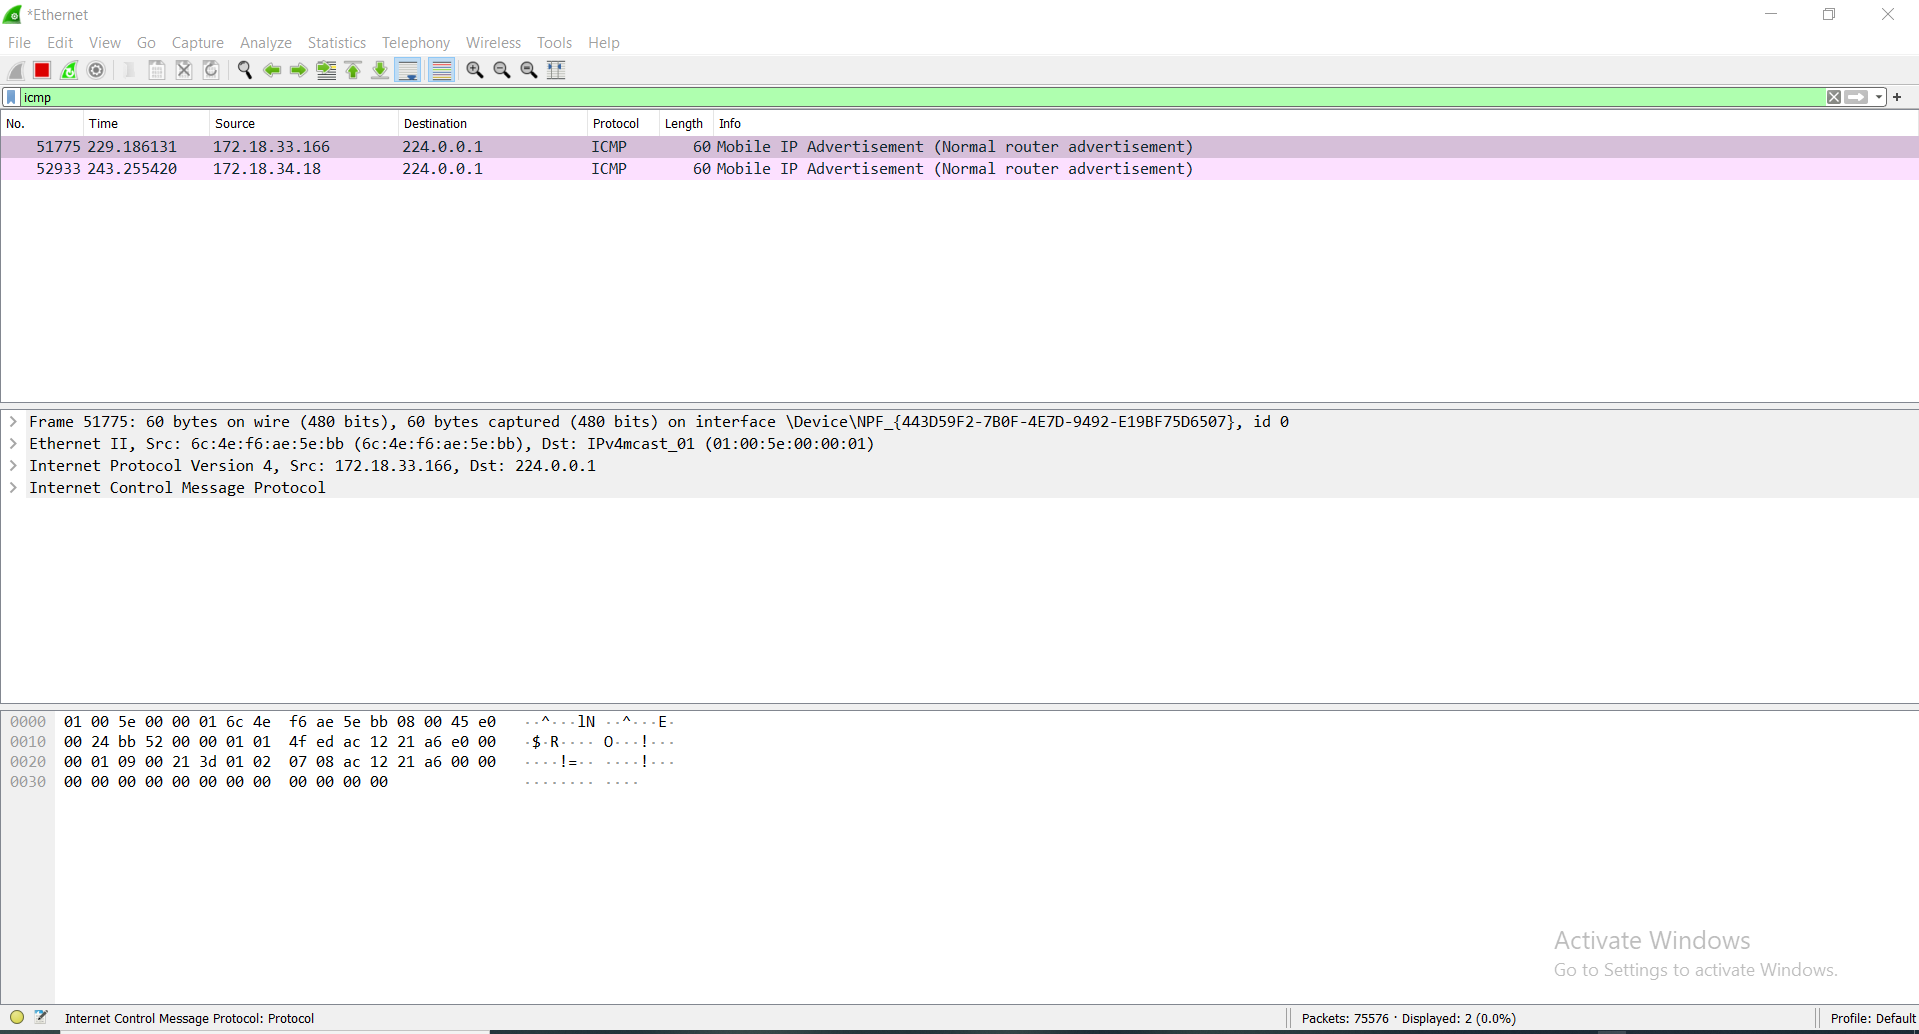 *Ethernet
File Edit View Go Capture Analyze Statistics Telephony Wireless Tools Help
icmp
No. Time Source Destination Protocol Length Info
51775 229.186131 172.18.33.166 224.0.0.1 ICMP 60 Mobile IP Advertisement (Normal router advertisement)
52933 243.255420 172.18.34.18 224.0.0.1 ICMP 60 Mobile IP Advertisement (Normal router advertisement)
Frame 51775: 60 bytes on wire (480 bits), 60 bytes captured (480 bits) on interface \Device\NPF_{443D59F2-7B0F-4E7D-9492-E19BF75D6507}, id 0
Ethernet II, Src: 6c:4e:f6:ae:5e:bb (6c:4e:f6:ae:5e:bb), Dst: IPv4mcast_01 (01:00:5e:00:00:01)
Internet Protocol Version 4, Src: 172.18.33.166, Dst: 224.0.0.1
Internet Control Message Protocol
0000 01 00 5e 00 00 01 6c 4e f6 ae 5e bb 08 00 45 e0 ··^···lN ··^···E·
0010 00 24 bb 52 00 00 01 01 4f ed ac 12 21 a6 e0 00 ·$·R···· O···!···
0020 00 01 09 00 21 3d 01 02 07 08 ac 12 21 a6 00 00 ····!=·· ····!···
0030 00 00 00 00 00 00 00 00 00 00 00 00 ········ ····
Activate Windows
Go to Settings to activate Windows.
Internet Control Message Protocol: Protocol
Packets: 75576 · Displayed: 2 (0.0%)
Profile: Default